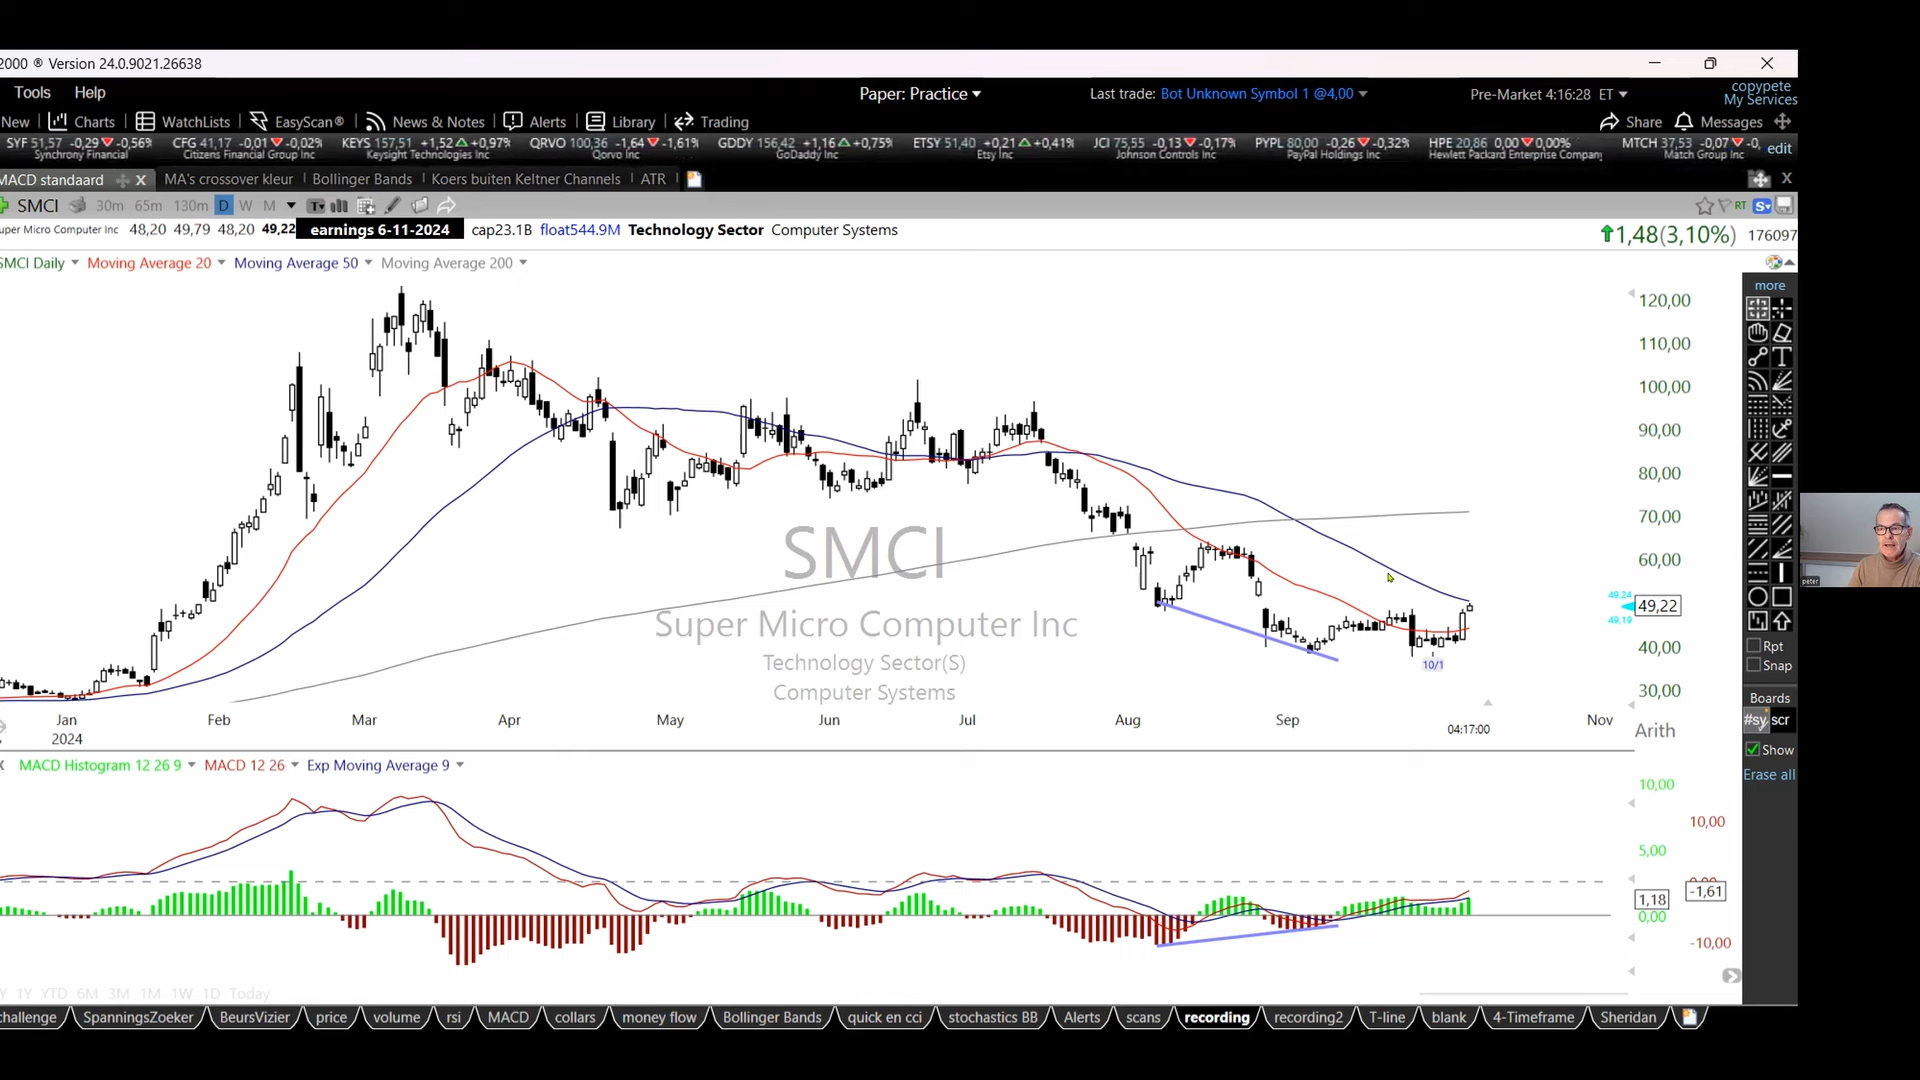 2000 ® Version 24.0.9021.26638
Tools Help Paper: Practice Last trade: Bot Unknown Symbol 1 @4,00 Pre-Market 4:16:28 ET copypete
My Services
New Charts WatchLists EasyScan® News & Notes Alerts Library Trading Share Messages
SYF 51,57 -0,29 -0,56% CFG 41,17 -0,01 -0,02% KEYS 157,51 +1,52 +0,97% QRVO 100,36 -1,64 -1,61% GDDY 156,42 +1,16 +0,75% ETSY 51,40 +0,21 +0,41% JCI 75,55 -0,13 -0,17% PYPL 80,00 -0,26 -0,32% HPE 20,86 0,00 0,00% MTCH 37,53 -0,07 -0, edit
Synchrony Financial Citizens Financial Group Inc Keysight Technologies Inc Qorvo Inc GoDaddy Inc Etsy Inc Johnson Controls Inc PayPal Holdings Inc Hewlett Packard Enterprise Company Match Group Inc
MACD standaard X MA's crossover kleur Bollinger Bands Koers buiten Keltner Channels ATR X
SMCI 30m 65m 130m D W M RT
uper Micro Computer Inc 48,20 49,79 48,20 49,22 earnings 6-11-2024 cap23.1B float544.9M Technology Sector Computer Systems 1,48(3,10%) 176097
SMCI Daily Moving Average 20 Moving Average 50 Moving Average 200
more
120,00
110,00
100,00
90,00
80,00
70,00
60,00
49,24
49,22
49,19
40,00
30,00
SMCI
Super Micro Computer Inc
Technology Sector(S)
Computer Systems
10/1
peter
Rpt
Snap
Boards
#sy scr
Show
Erase all
Jan Feb Mar Apr May Jun Jul Aug Sep Nov
2024 04:17:00 Arith
MACD Histogram 12 26 9 MACD 12 26 Exp Moving Average 9
10,00
10,00
5,00
1,18 -1,61
0,00
-10,00
Y 1Y YTD 6M 3M 1M 1W 1D Today
challenge SpanningsZoeker BeursVizier price volume rsi MACD collars money flow Bollinger Bands quick en cci stochastics BB Alerts scans recording recording2 T-line blank 4-Timeframe Sheridan